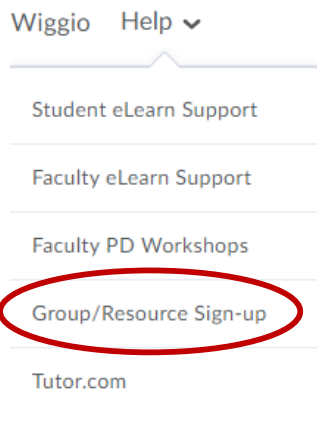 Wiggio Help
Student eLearn Support
Faculty eLearn Support
Faculty PD Workshops
Group/Resource Sign-up
Tutor.com